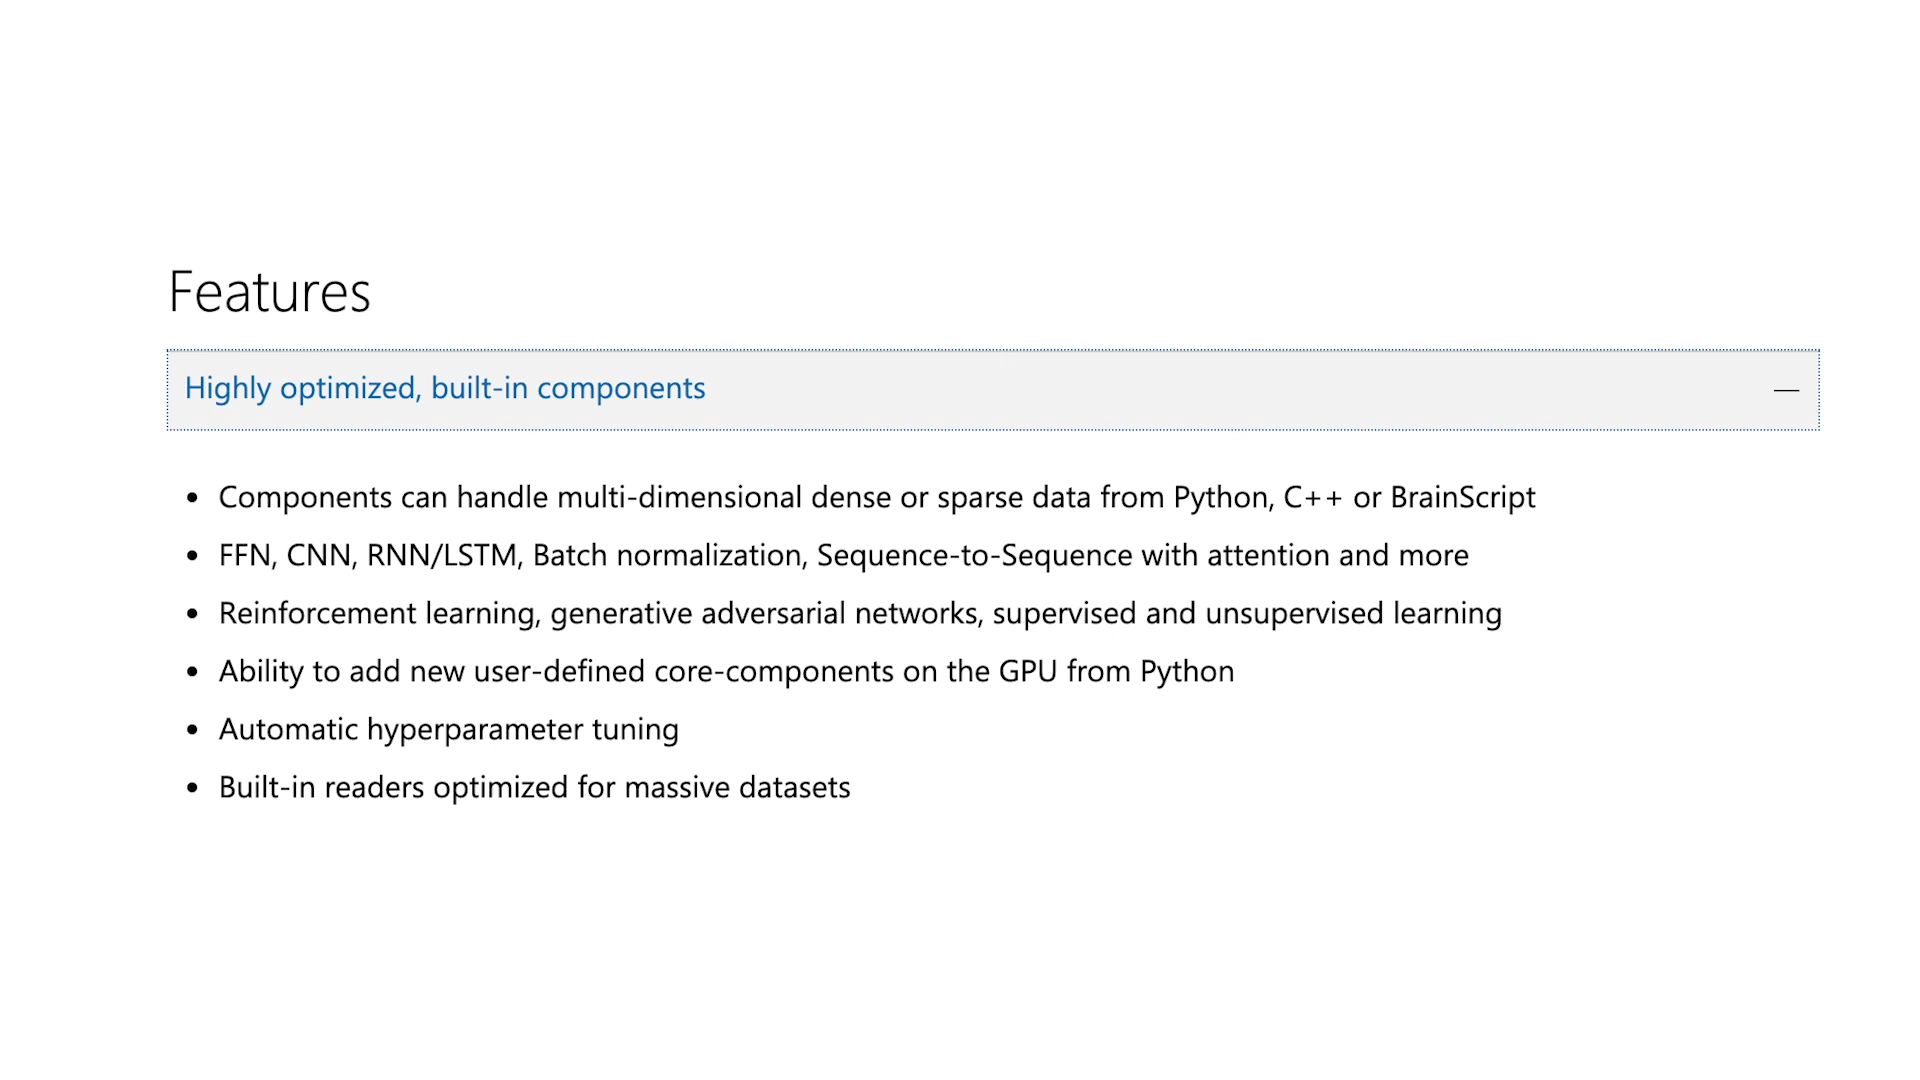 Features
Highly optimized, built-in components
• Components can handle multi-dimensional dense or sparse data from Python, C++ or BrainScript
• FFN, CNN, RNN/LSTM, Batch normalization, Sequence-to-Sequence with attention and more
• Reinforcement learning, generative adversarial networks, supervised and unsupervised learning
• Ability to add new user-defined core-components on the GPU from Python
• Automatic hyperparameter tuning
• Built-in readers optimized for massive datasets